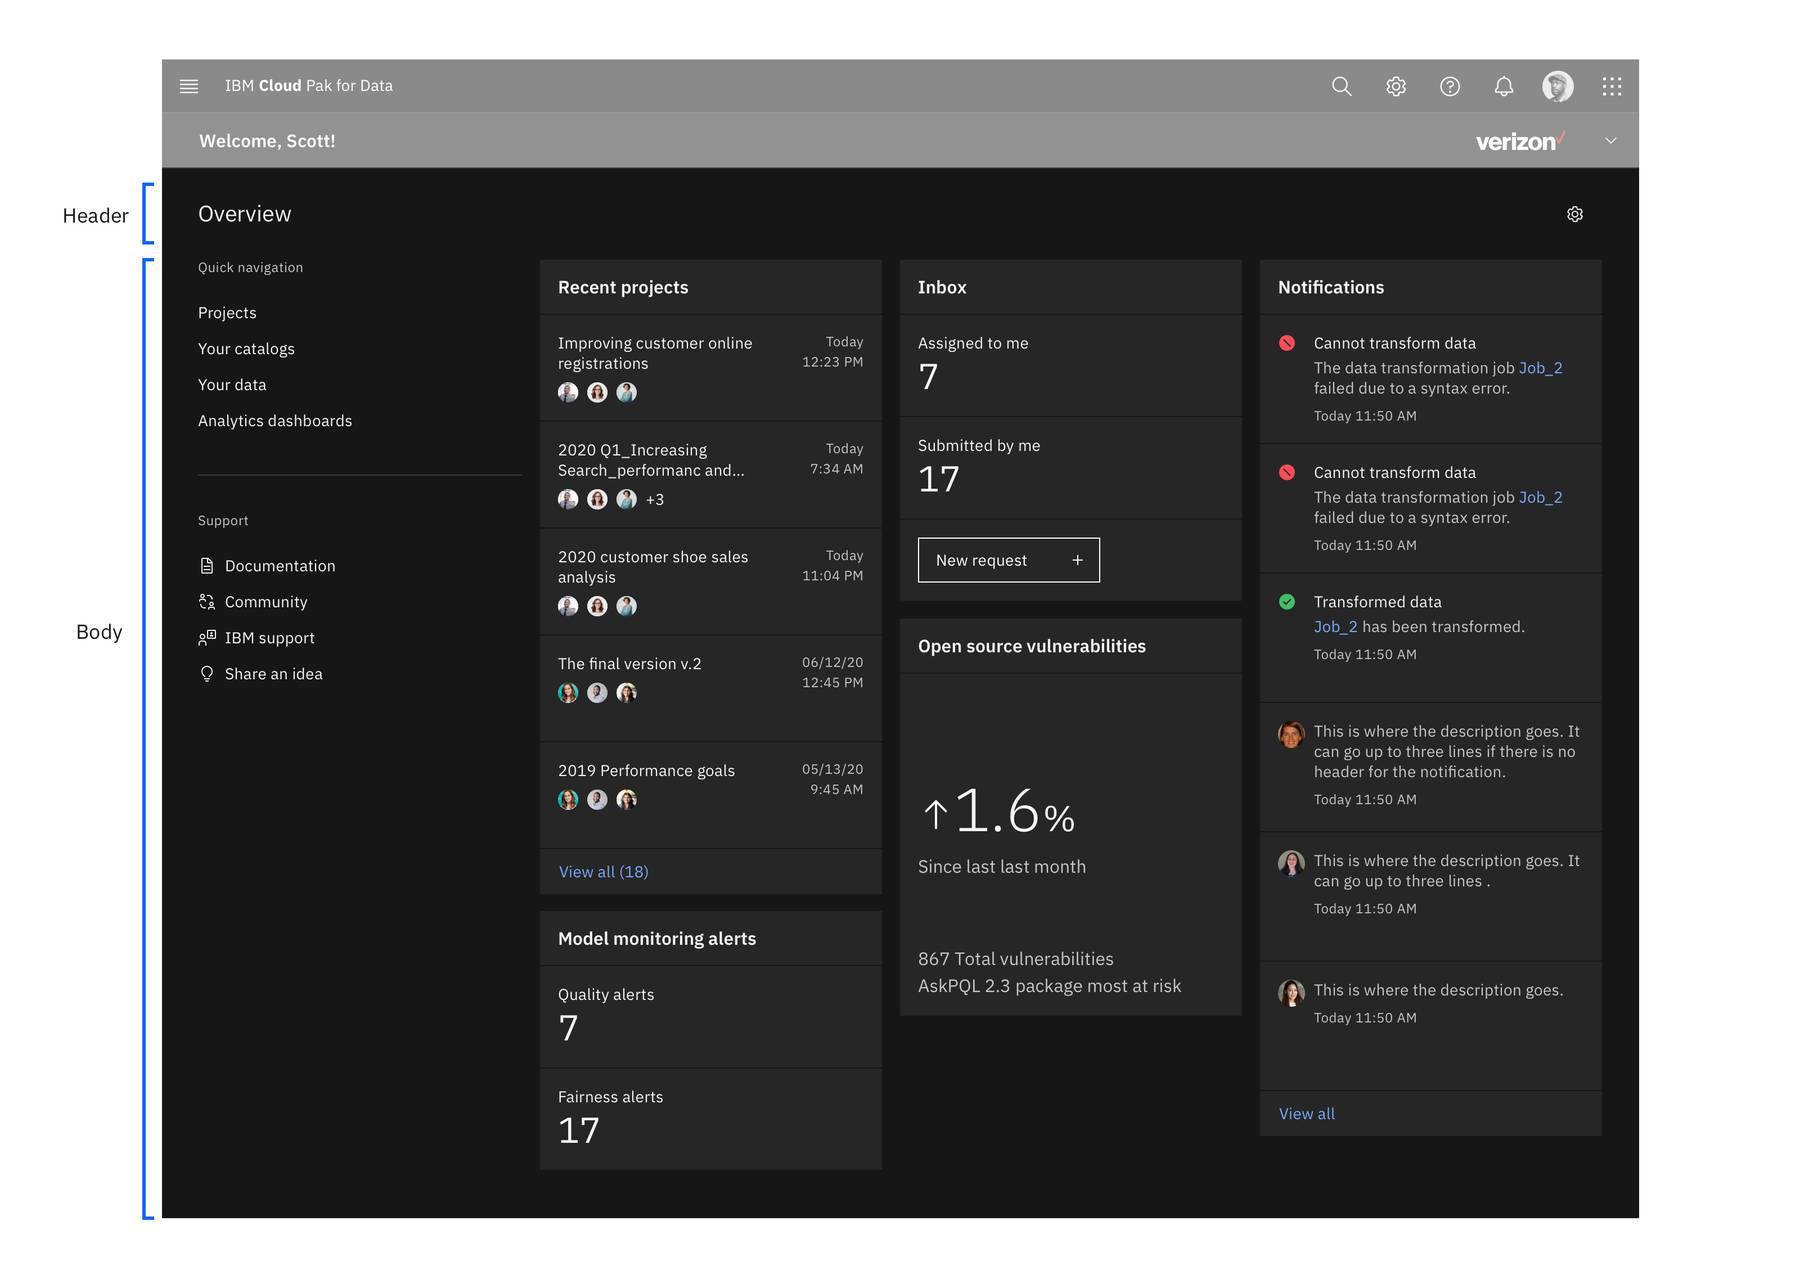 IBM Cloud Pak for Data
Welcome, Scott!
verizon✓
Header
Overview
Body
Quick navigation
Projects
Your catalogs
Your data
Analytics dashboards
Support
Documentation
Community
IBM support
Share an idea
Recent projects
Improving customer online
registrations
Today
12:23 PM
2020 Q1_Increasing
Search_performanc and...
Today
7:34 AM
+3
2020 customer shoe sales
analysis
Today
11:04 PM
The final version v.2
06/12/20
12:45 PM
2019 Performance goals
05/13/20
9:45 AM
View all (18)
Model monitoring alerts
Quality alerts
7
Fairness alerts
17
Inbox
Assigned to me
7
Submitted by me
17
New request +
Open source vulnerabilities
↑1.6%
Since last last month
867 Total vulnerabilities
AskPQL 2.3 package most at risk
Notifications
Cannot transform data
The data transformation job Job_2
failed due to a syntax error.
Today 11:50 AM
Cannot transform data
The data transformation job Job_2
failed due to a syntax error.
Today 11:50 AM
Transformed data
Job_2 has been transformed.
Today 11:50 AM
This is where the description goes. It
can go up to three lines if there is no
header for the notification.
Today 11:50 AM
This is where the description goes. It
can go up to three lines .
Today 11:50 AM
This is where the description goes.
Today 11:50 AM
View all